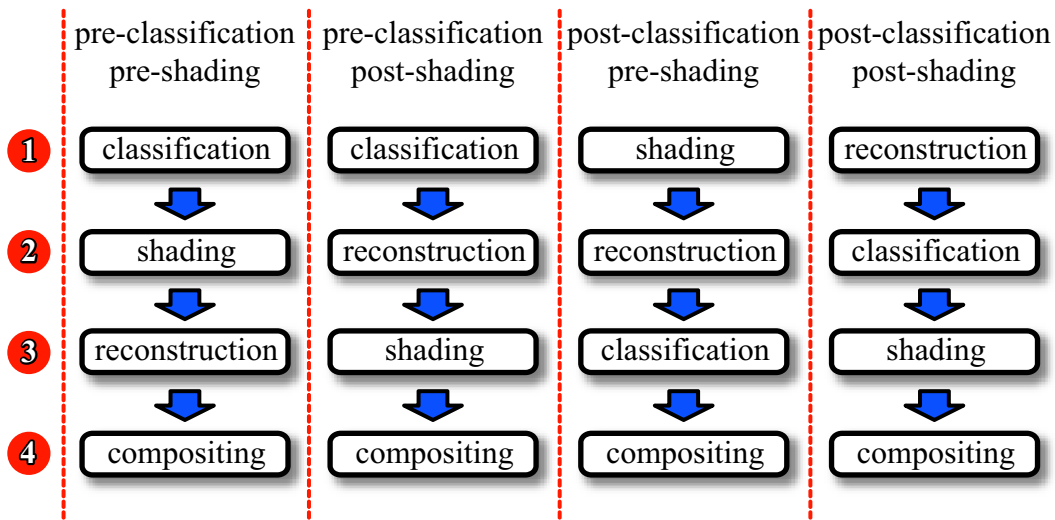 pre-classification
pre-shading
pre-classification
post-shading
post-classification
pre-shading
post-classification
post-shading
1
classification
classification
shading
reconstruction
2
shading
reconstruction
reconstruction
classification
3
reconstruction
shading
classification
shading
4
compositing
compositing
compositing
compositing